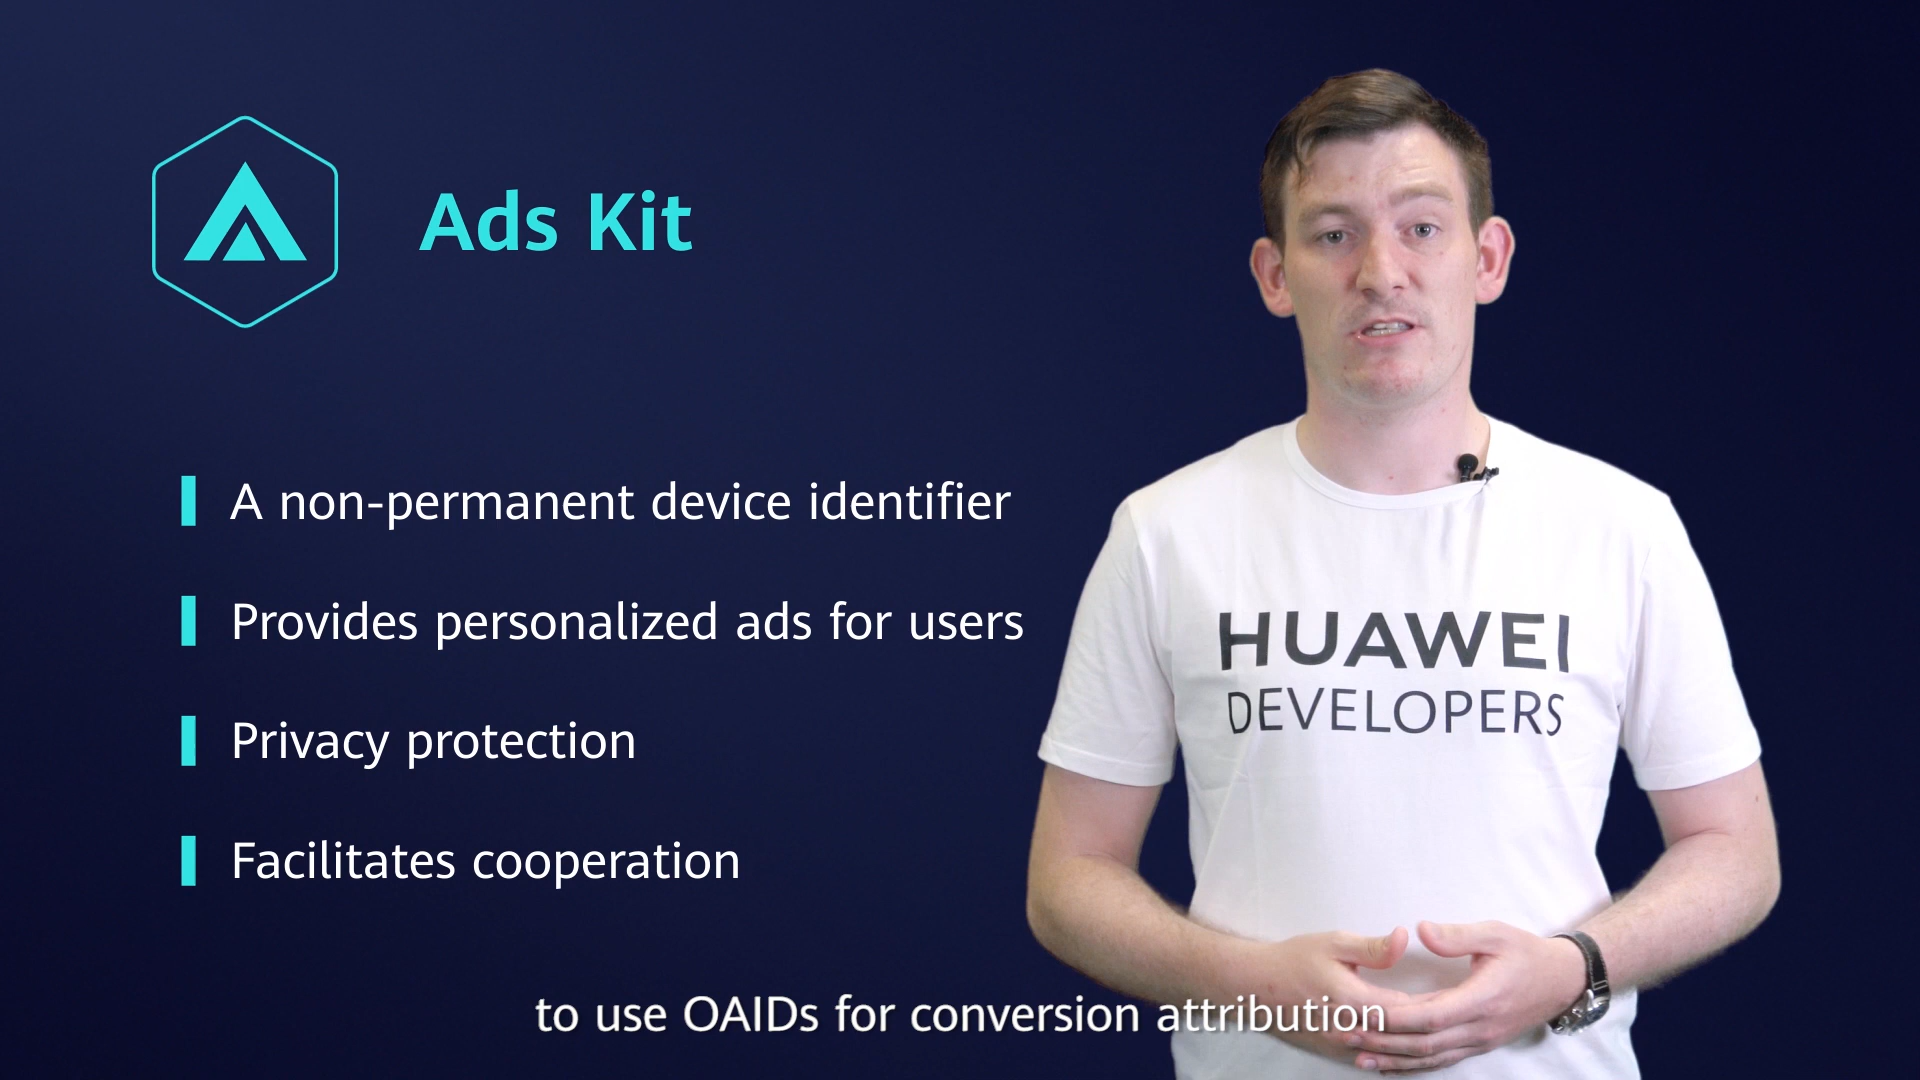 Ads Kit
A non-permanent device identifier
Provides personalized ads for users
Privacy protection
Facilitates cooperation
HUAWEI
DEVELOPERS
to use OAIDs for conversion attribution